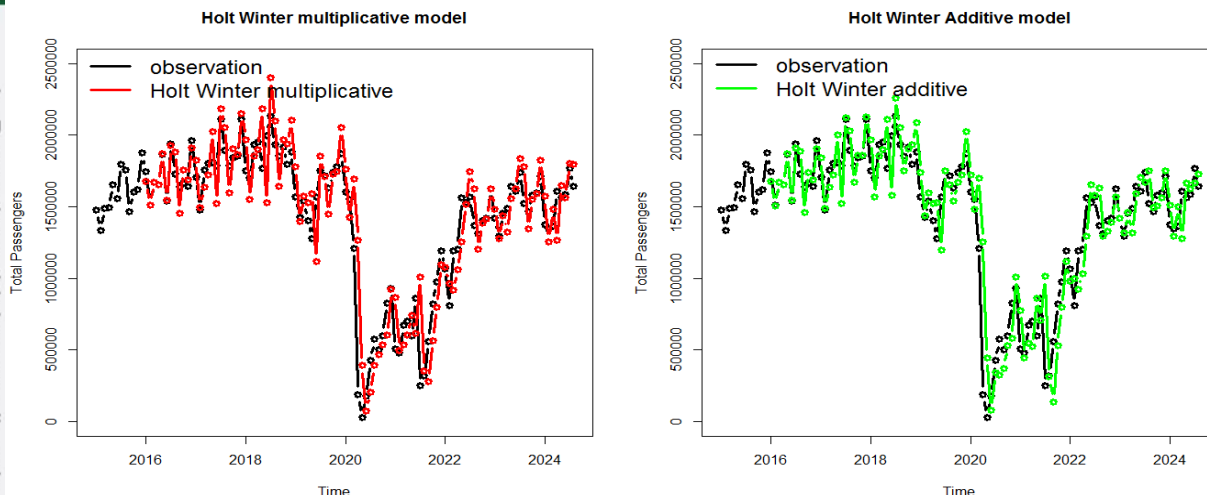 Holt Winter multiplicative model
observation
Holt Winter multiplicative
Total Passengers
2500000
2000000
1500000
1000000
500000
0
2016 2018 2020 2022 2024
Time
Holt Winter Additive model
observation
Holt Winter additive
Total Passengers
2500000
2000000
1500000
1000000
500000
0
2016 2018 2020 2022 2024
Time